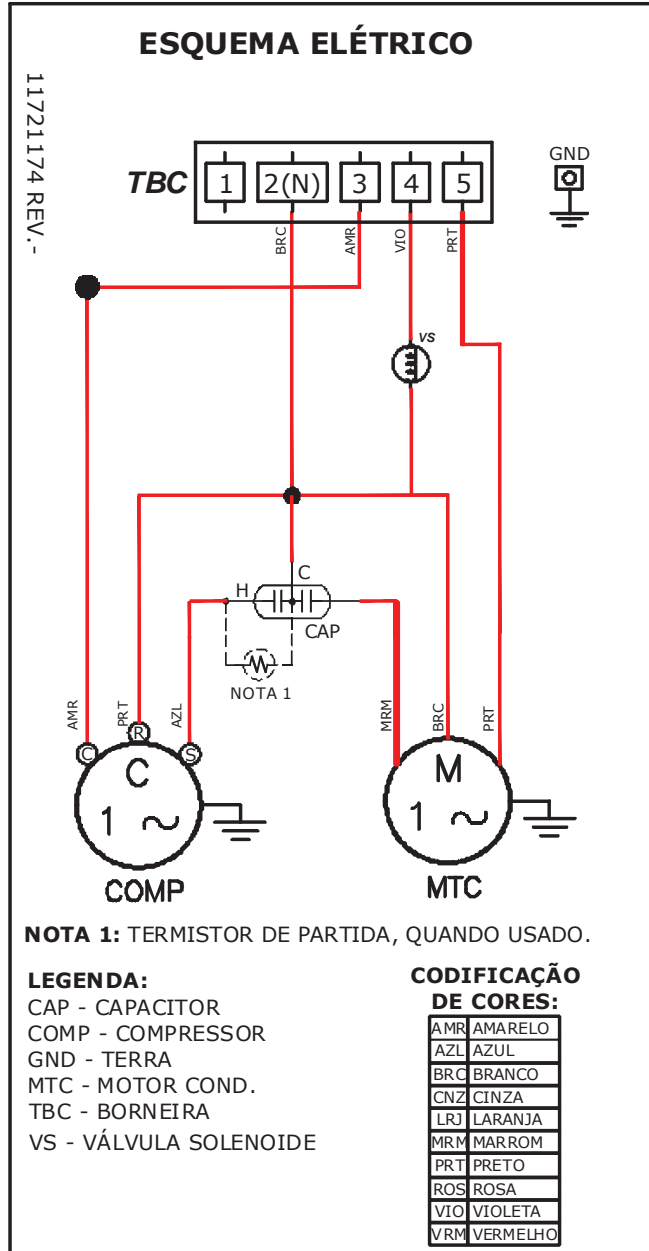 ESQUEMA ELÉTRICO
11721174 REV.-
TBC 1 2(N) 3 4 5
GND
BRC AMR VIO PRT
VS
C
H
CAP
NOTA 1
AMR PRT AZL MRM BRC PRT
C R S
C M
1 1
COMP MTC
NOTA 1: TERMISTOR DE PARTIDA, QUANDO USADO.
LEGENDA:
CAP - CAPACITOR
COMP - COMPRESSOR
GND - TERRA
MTC - MOTOR COND.
TBC - BORNEIRA
VS - VÁLVULA SOLENOIDE
CODIFICAÇÃO
DE CORES:
AMR AMARELO
AZL AZUL
BRC BRANCO
CNZ CINZA
LRJ LARANJA
MRM MARROM
PRT PRETO
ROS ROSA
VIO VIOLETA
VRM VERMELHO